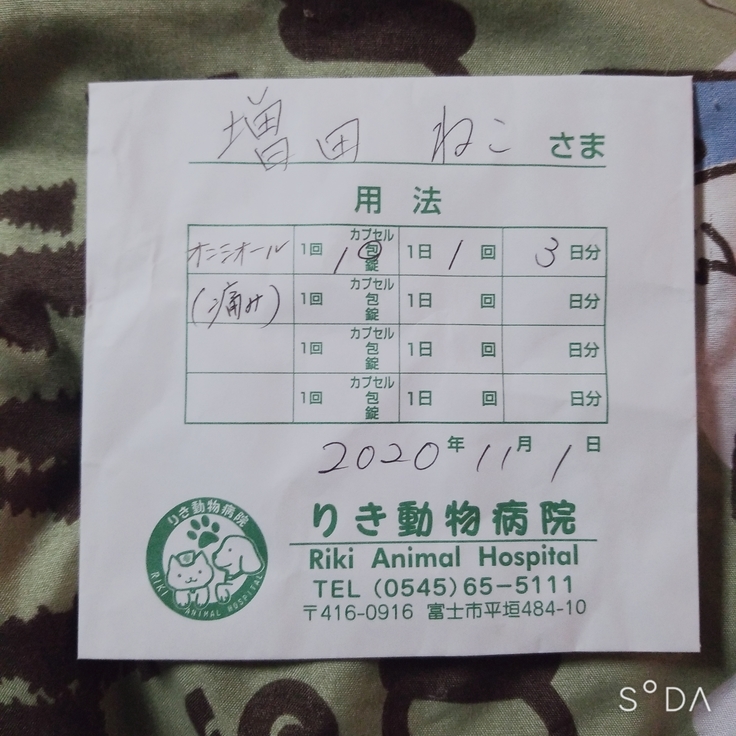 増田 ねこ さま
用法
オニシオール 1回 1 カプセル 包 錠 1日 1 回 3 日分
(痛み) 1回 カプセル 包 錠 1日 回 日分
1回 カプセル 包 錠 1日 回 日分
1回 カプセル 包 錠 1日 回 日分
2020年 11月 1日
りき動物病院
RIKI ANIMAL HOSPITAL
りき動物病院
Riki Animal Hospital
TEL (0545)65-5111
〒416-0916 富士市平垣484-10
SODA